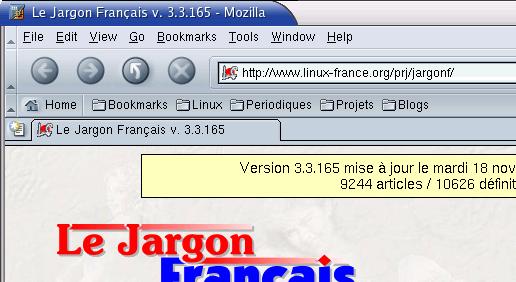 Le Jargon Français v. 3.3.165 - Mozilla
File Edit View Go Bookmarks Tools Window Help
http://www.linux-france.org/prj/jargonf/
Home Bookmarks Linux Periodiques Projets Blogs
Le Jargon Français v. 3.3.165
Version 3.3.165 mise à jour le mardi 18 nov
9244 articles / 10626 définit
Le Jargon
Français